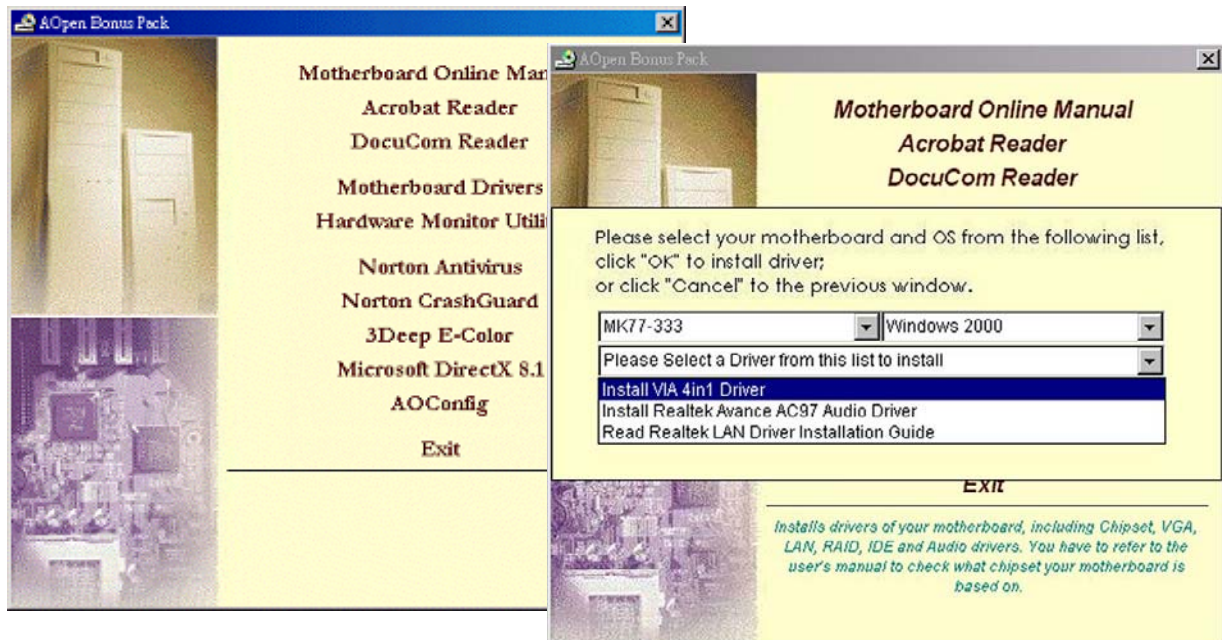 AOpen Bonus Pack
Motherboard Online Man
Acrobat Reader
DocuCom Reader
Motherboard Drivers
Hardware Monitor Utili
Norton Antivirus
Norton CrashGuard
3Deep E-Color
Microsoft DirectX 8.1
AOConfig
Exit
AOpen Bonus Pack
Motherboard Online Manual
Acrobat Reader
DocuCom Reader
Please select your motherboard and OS from the following list,
click "OK" to install driver;
or click "Cancel" to the previous window.
MK77-333 Windows 2000
Please Select a Driver from this list to install
Install VIA 4in1 Driver
Install Realtek Avance AC97 Audio Driver
Read Realtek LAN Driver Installation Guide
Exit
Installs drivers of your motherboard, including Chipset, VGA,
LAN, RAID, IDE and Audio drivers. You have to refer to the
user's manual to check what chipset your motherboard is
based on.